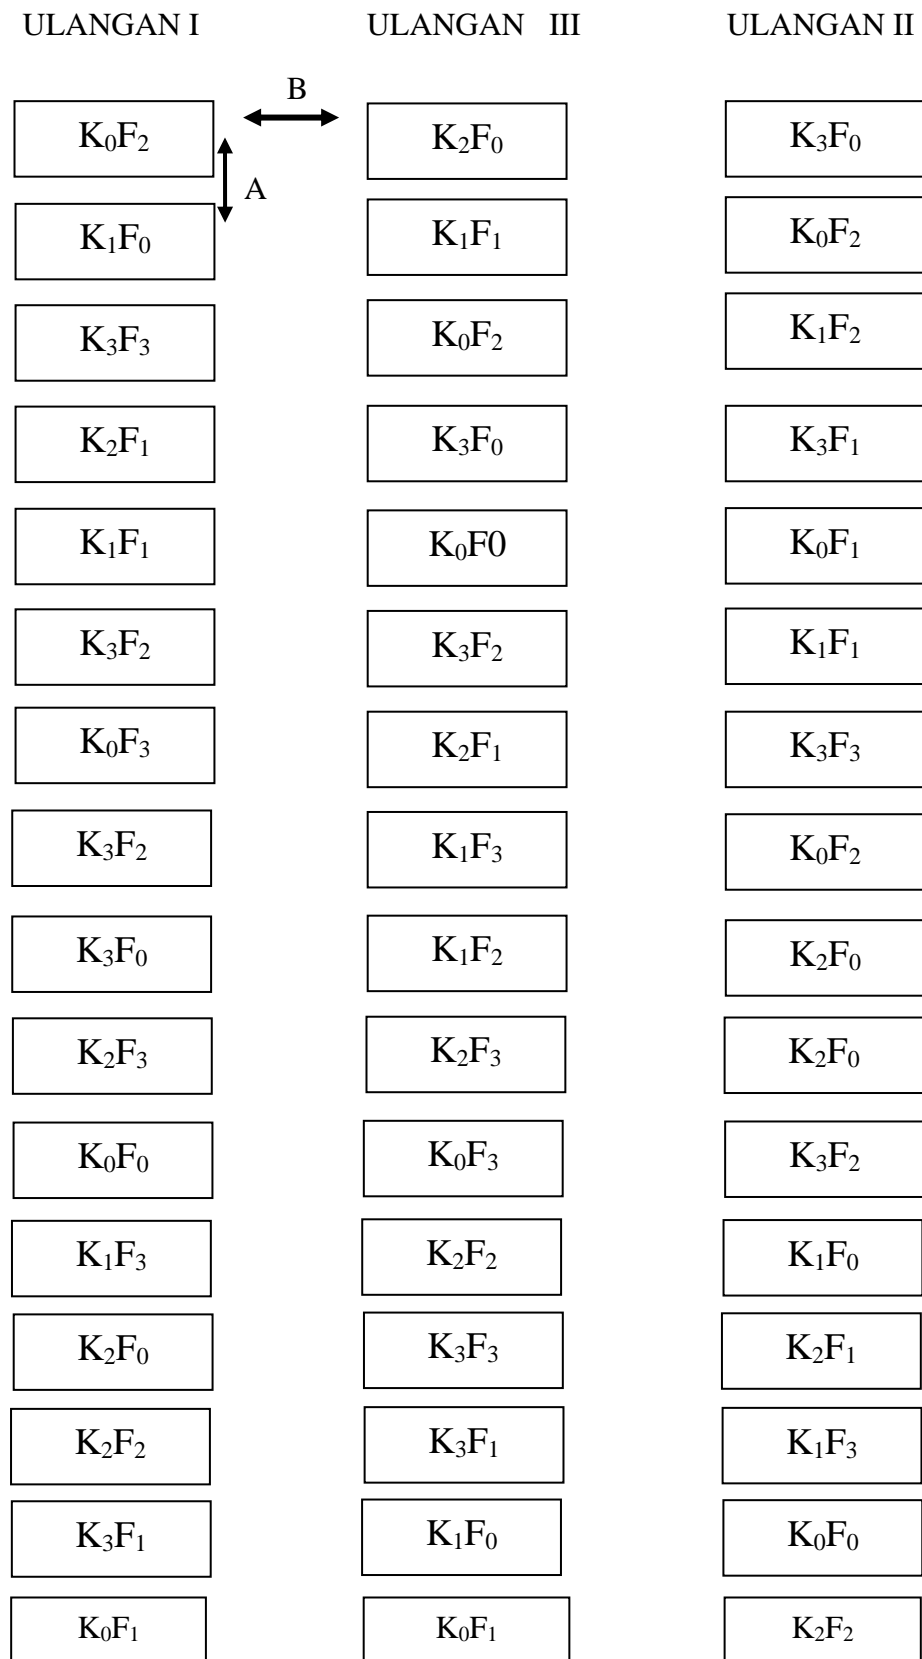 ULANGAN I ULANGAN III ULANGAN II
B
K₀F₂ K₂F₀ K₃F₀
A
K₁F₀ K₁F₁ K₀F₂
K₃F₃ K₀F₂ K₁F₂
K₂F₁ K₃F₀ K₃F₁
K₁F₁ K₀F0 K₀F₁
K₃F₂ K₃F₂ K₁F₁
K₀F₃ K₂F₁ K₃F₃
K₃F₂ K₁F₃ K₀F₂
K₃F₀ K₁F₂ K₂F₀
K₂F₃ K₂F₃ K₂F₀
K₀F₀ K₀F₃ K₃F₂
K₁F₃ K₂F₂ K₁F₀
K₂F₀ K₃F₃ K₂F₁
K₂F₂ K₃F₁ K₁F₃
K₃F₁ K₁F₀ K₀F₀
K₀F₁ K₀F₁ K₂F₂